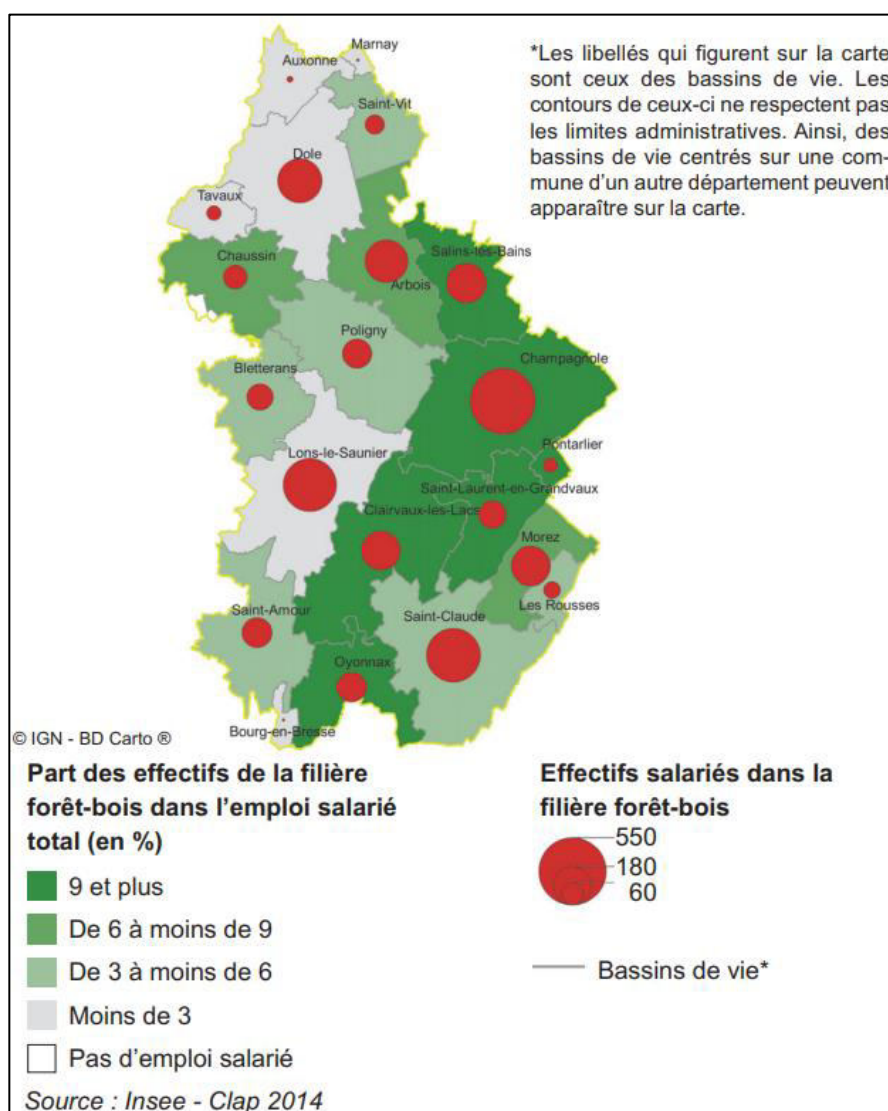 Marnay
Auxonne
Saint-Vit
Dole
Tavaux
Chaussin
Salins-lès-Bains
Arbois
Poligny
Champagnole
Bletterans
Pontarlier
Lons-le-Saunier
Saint-Laurent-en-Grandvaux
Clairvaux-les-Lacs
Morez
Les Rousses
Saint-Amour
Saint-Claude
Oyonnax
Bourg-en-Bresse
*Les libellés qui figurent sur la carte
sont ceux des bassins de vie. Les
contours de ceux-ci ne respectent pas
les limites administratives. Ainsi, des
bassins de vie centrés sur une com-
mune d'un autre département peuvent
apparaître sur la carte.
© IGN - BD Carto ®
Part des effectifs de la filière
forêt-bois dans l'emploi salarié
total (en %)
9 et plus
De 6 à moins de 9
De 3 à moins de 6
Moins de 3
Pas d'emploi salarié
Effectifs salariés dans la
filière forêt-bois
550
180
60
Bassins de vie*
Source : Insee - Clap 2014